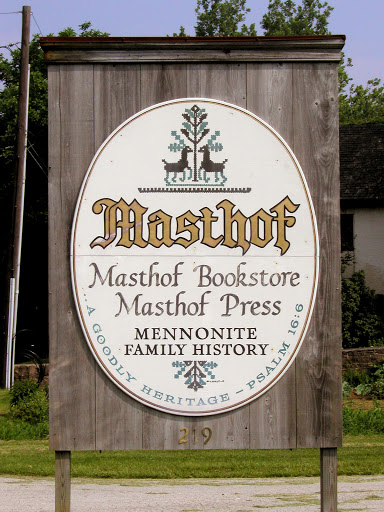 Masthof
Masthof Bookstore
Masthof Press
MENNONITE
FAMILY HISTORY
...A GOODLY HERITAGE - PSALM 16:6
219